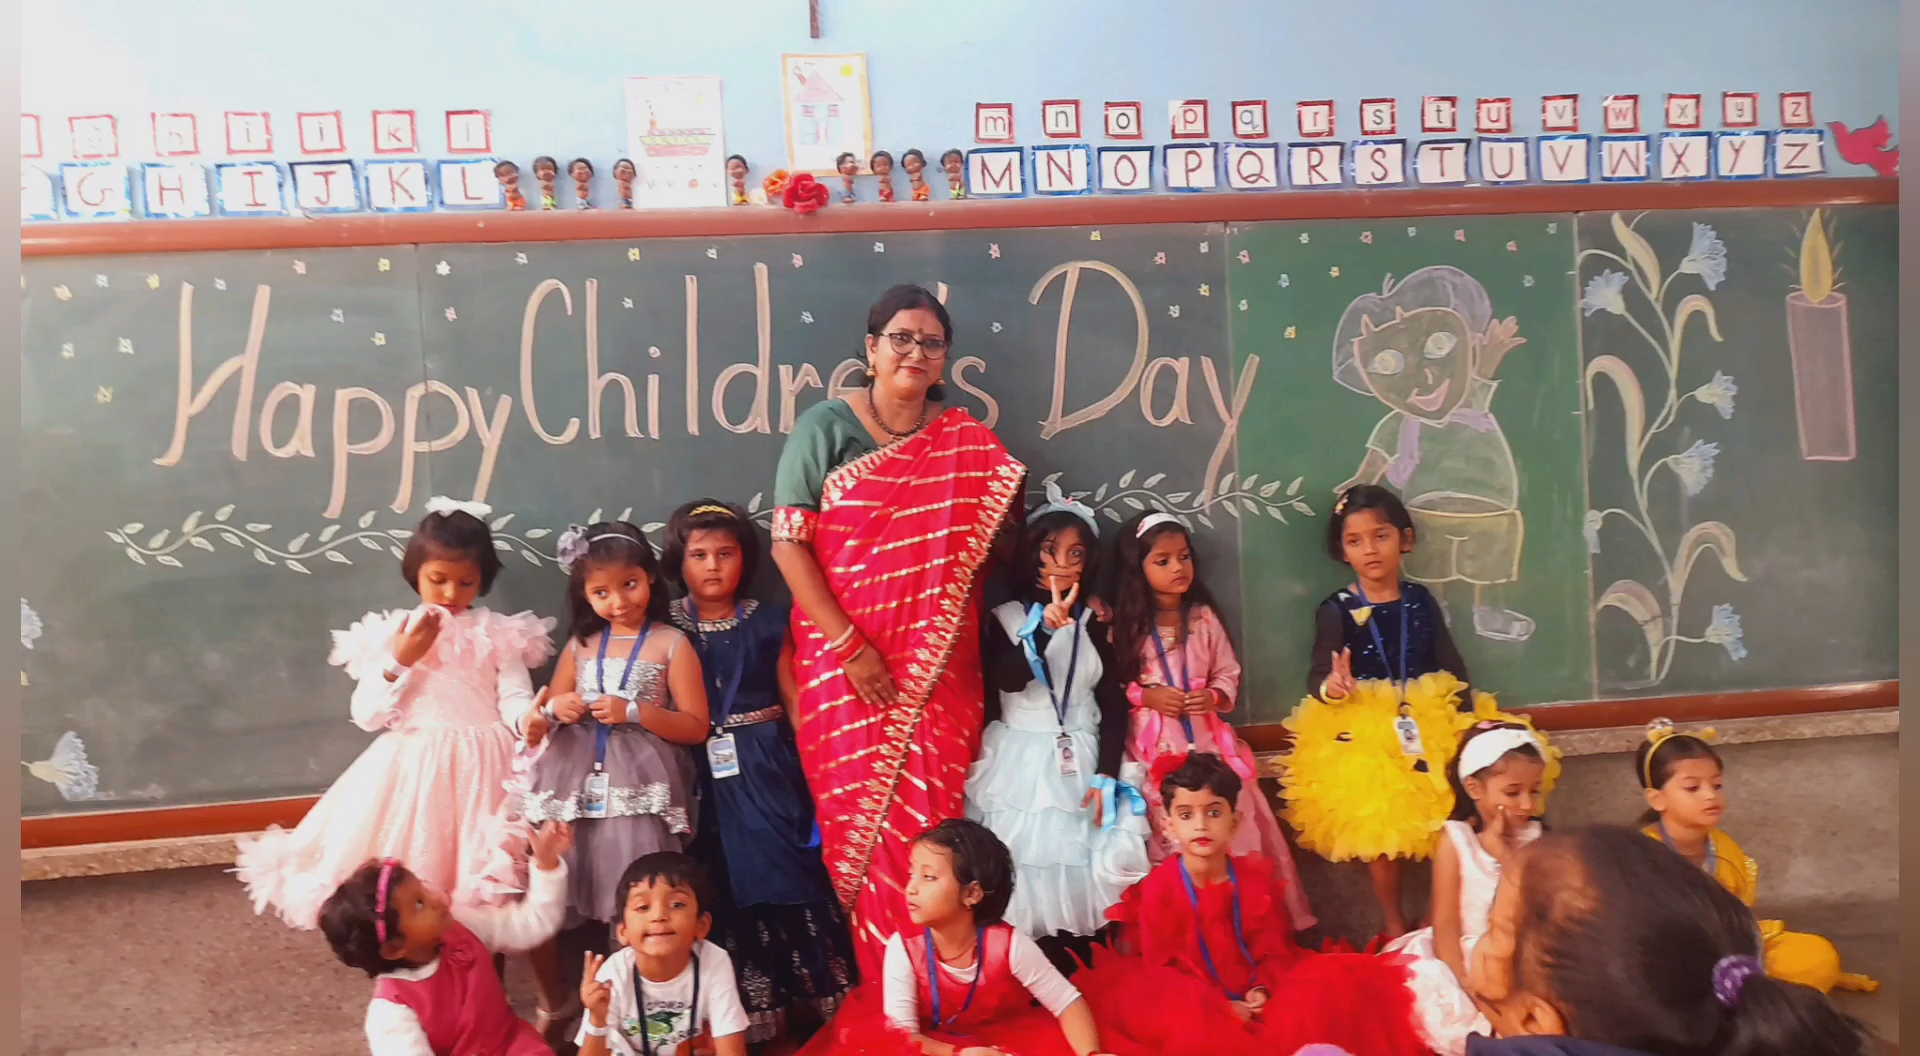 g h i j k l m n o p q r s t u v w x y z
G H I J K L M N O P Q R S T U V W X Y Z
Happy Children's Day